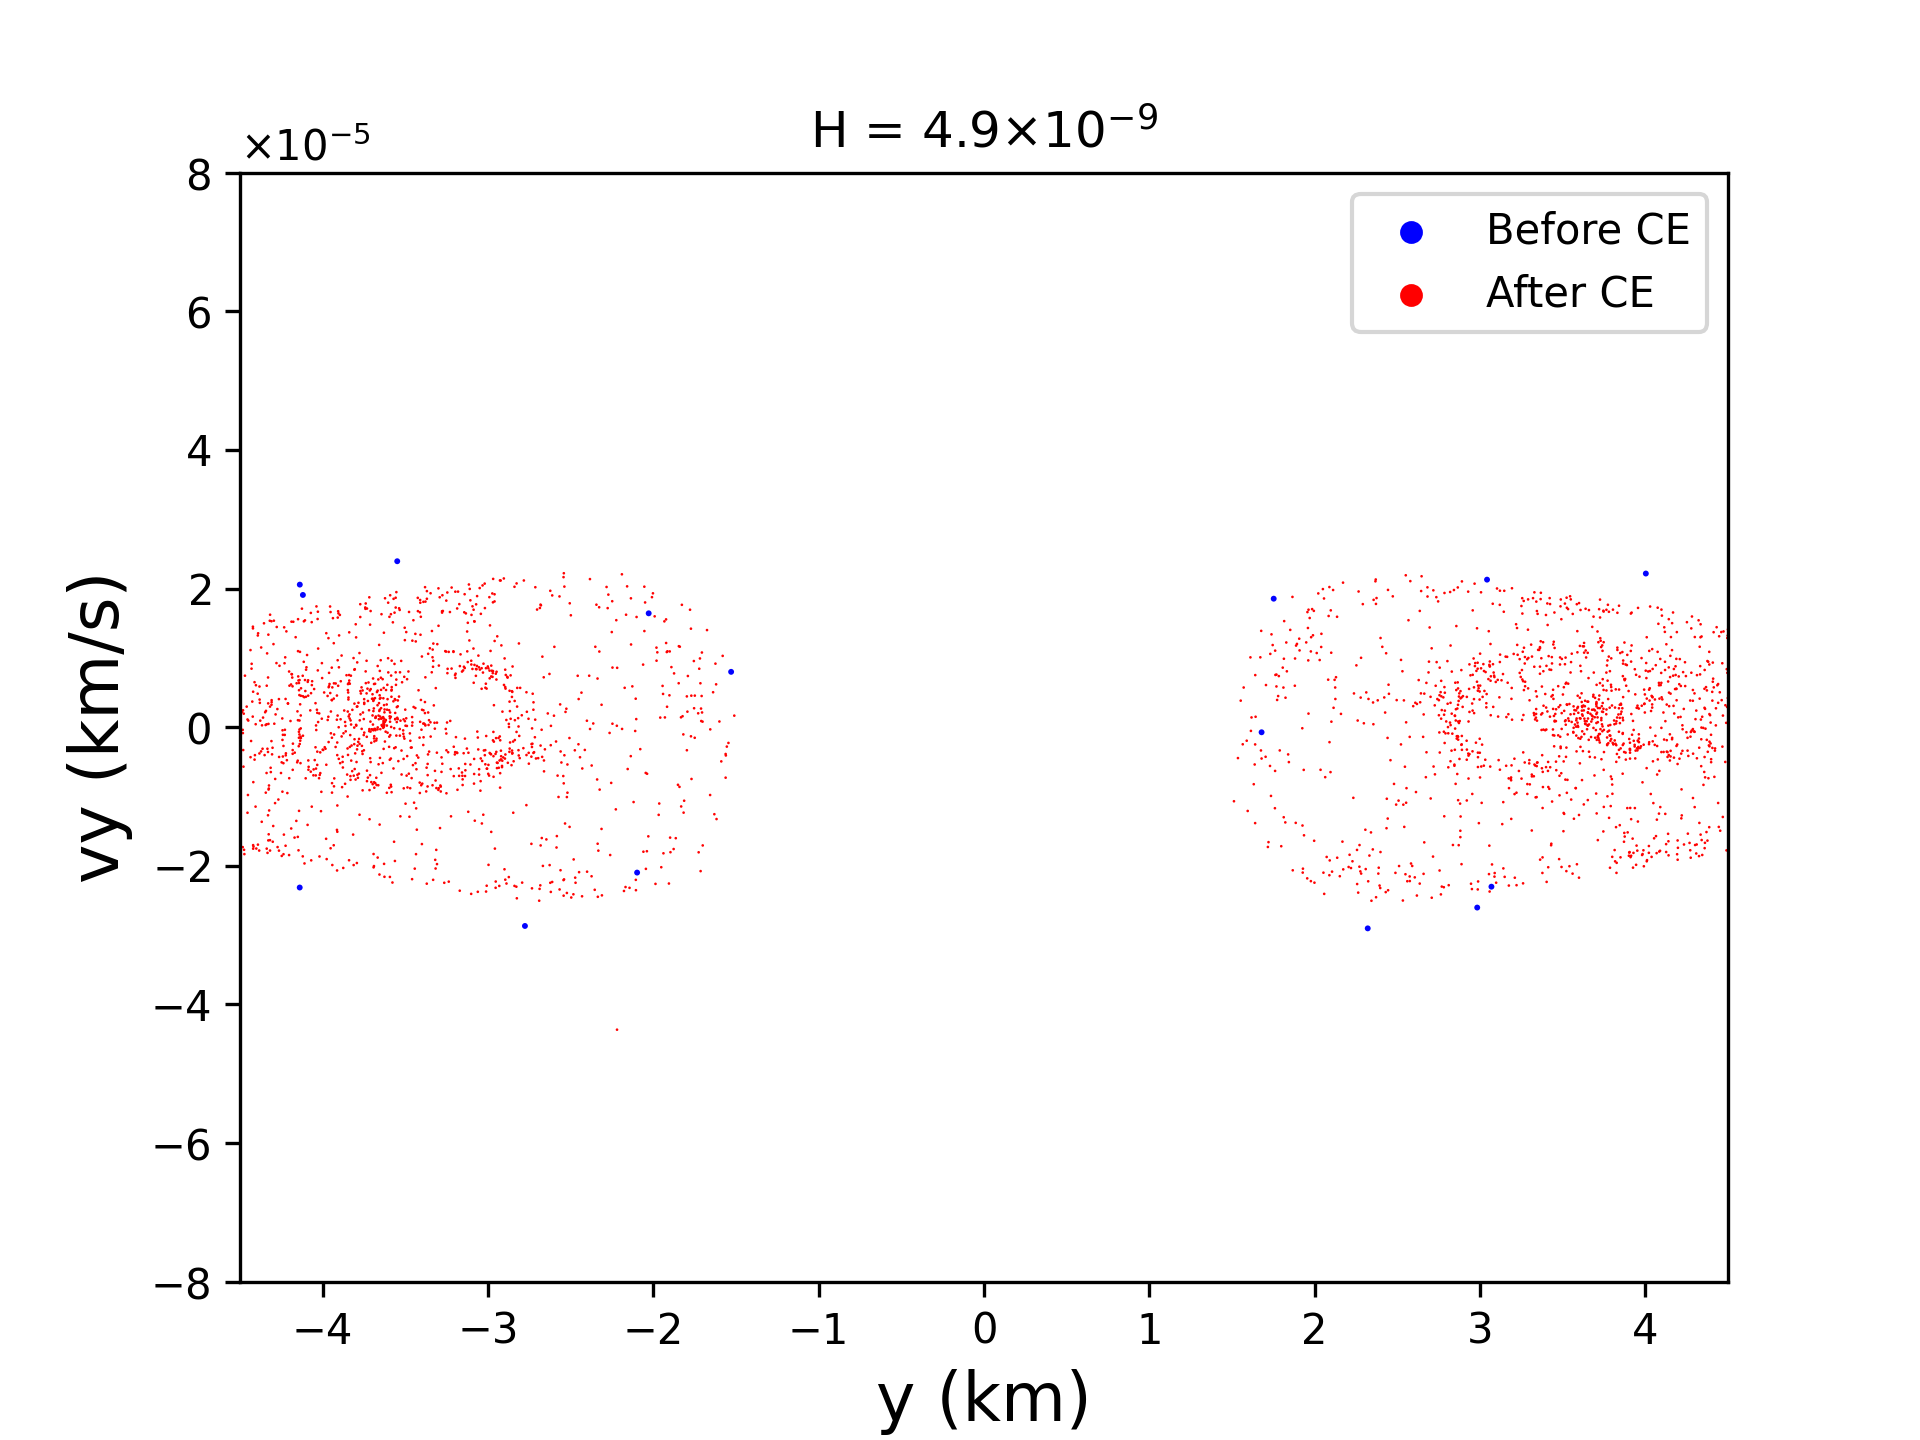 H = 4.9×10⁻⁹
×10⁻⁵
Before CE
After CE
8
6
4
2
0
−2
−4
−6
−8
vy (km/s)
−4 −3 −2 −1 0 1 2 3 4
y (km)